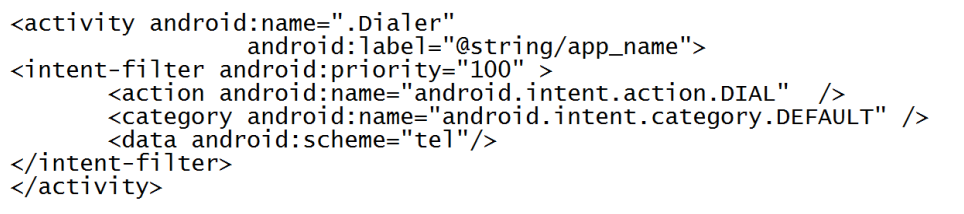 <activity android:name=".Dialer"
android:label="@string/app_name">
<intent-filter android:priority="100" >
<action android:name="android.intent.action.DIAL"  />
<category android:name="android.intent.category.DEFAULT" />
<data android:scheme="tel"/>
</intent-filter>
</activity>